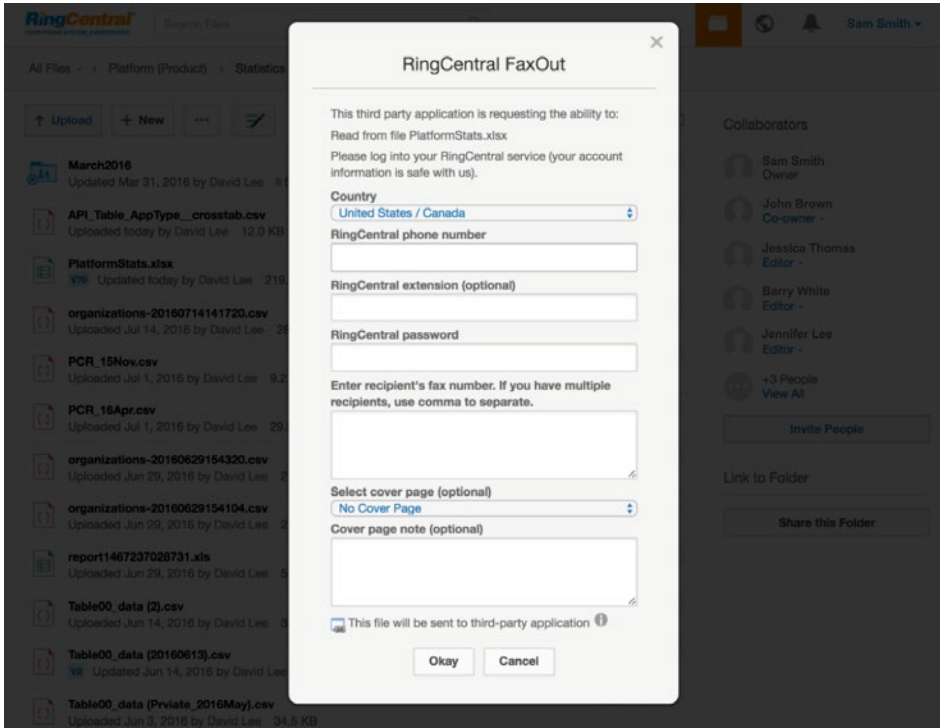 RingCentral
YOUR PHONE SYSTEM, EVERYWHERE
Search Files
Sam Smith
All Files
Platform (Product)
Statistics
Upload
+ New
...
March2016
Updated Mar 31, 2016 by David Lee
API_Table_AppType__crosstab.csv
Uploaded today by David Lee 12.0 KB
PlatformStats.xlsx
V70 Updated today by David Lee 219.
organizations-20160714141720.csv
Uploaded Jul 14, 2016 by David Lee
PCR_15Nov.csv
Uploaded Jul 1, 2016 by David Lee 9.2
PCR_16Apr.csv
Uploaded Jul 1, 2016 by David Lee 29.
organizations-20160629154320.csv
Uploaded Jun 29, 2016 by David Lee
organizations-20160629154104.csv
Uploaded Jun 29, 2016 by David Lee
report1467237028731.xls
Uploaded Jun 29, 2016 by David Lee
Table00_data (2).csv
Uploaded Jun 14, 2016 by David Lee
Table00_data (20160613).csv
V2 Updated Jun 14, 2016 by David Lee
Table00_data (Prviate_2016May).csv
Uploaded Jun 3, 2016 by David Lee 34.5 KB
RingCentral FaxOut
This third party application is requesting the ability to:
Read from file PlatformStats.xlsx
Please log into your RingCentral service (your account
information is safe with us).
Country
United States / Canada
RingCentral phone number
RingCentral extension (optional)
RingCentral password
Enter recipient's fax number. If you have multiple
recipients, use comma to separate.
Select cover page (optional)
No Cover Page
Cover page note (optional)
This file will be sent to third-party application
Okay
Cancel
Collaborators
Sam Smith
Owner
John Brown
Co-owner
Jessica Thomas
Editor
Barry White
Editor
Jennifer Lee
Editor
+3 People
View All
Invite People
Link to Folder
Share this Folder